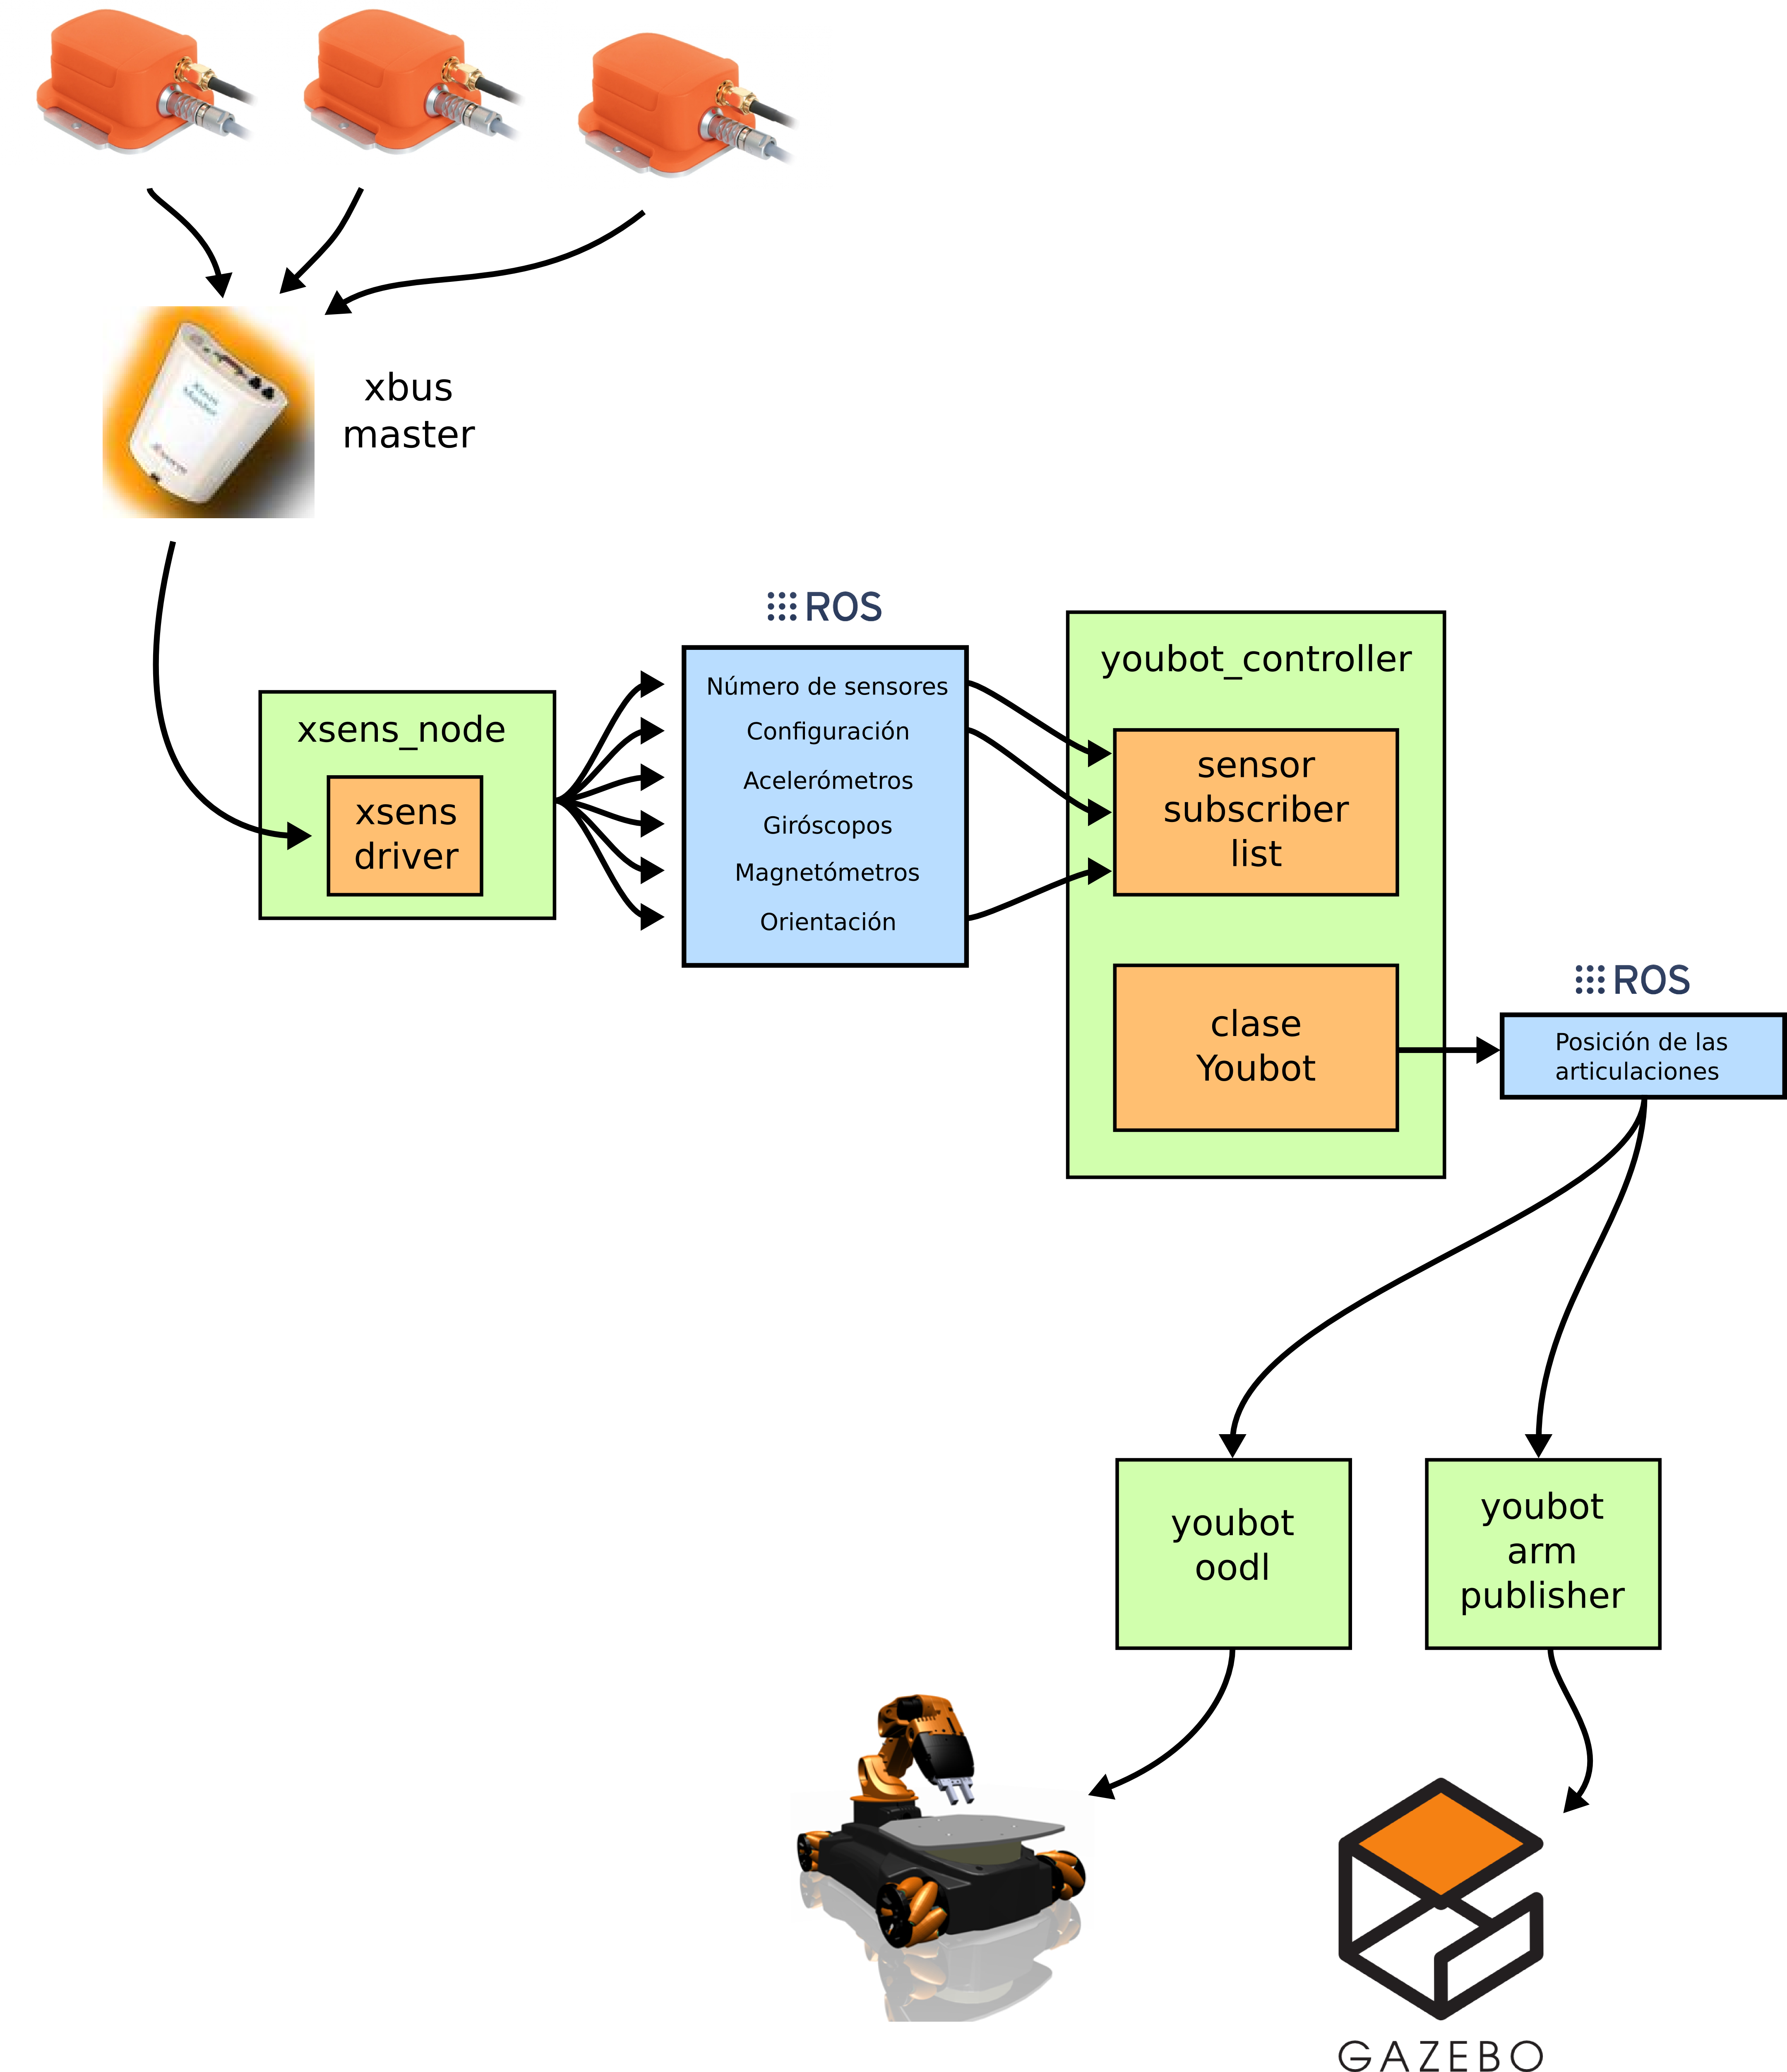 xbus
master
ROS
xsens_node
xsens
driver
Número de sensores
Configuración
Acelerómetros
Giróscopos
Magnetómetros
Orientación
youbot_controller
sensor
subscriber
list
clase
Youbot
ROS
Posición de las
articulaciones
youbot
oodl
youbot
arm
publisher
GAZEBO